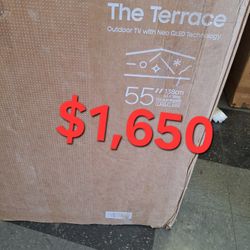 The Terrace
Outdoor TV with Neo QLED Technology
55"
138cm
$1,650